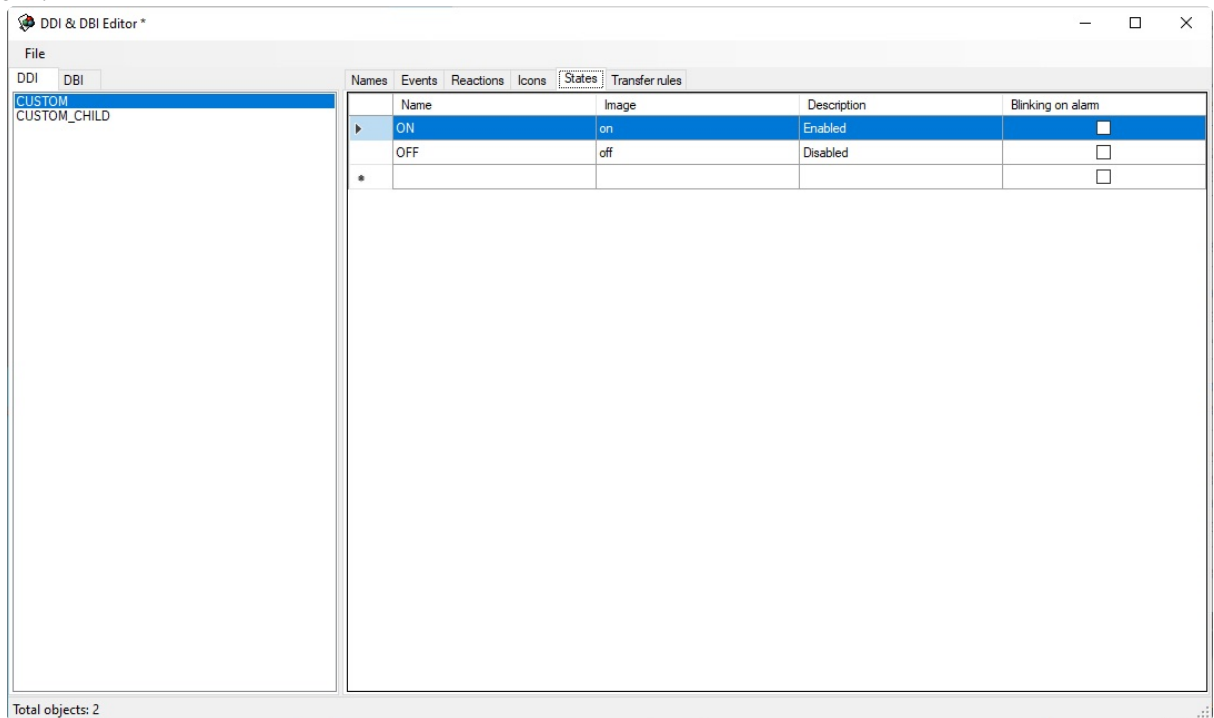 DDI & DBI Editor *
File
DDI DBI
Names Events Reactions Icons States Transfer rules
CUSTOM
CUSTOM_CHILD
Name Image Description Blinking on alarm
ON on Enabled
OFF off Disabled
Total objects: 2